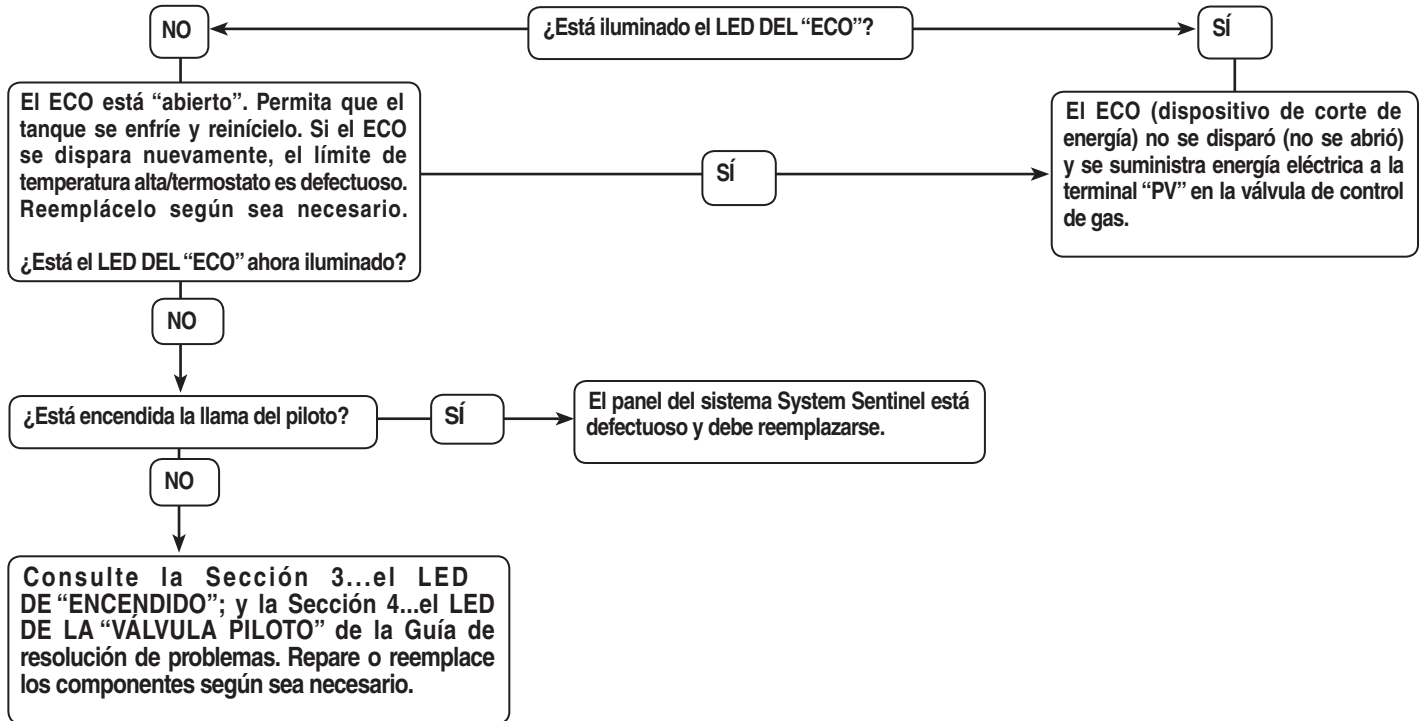 NO
¿Está iluminado el LED DEL “ECO”?
SÍ
El ECO está “abierto”. Permita que el
tanque se enfríe y reinícielo. Si el ECO
se dispara nuevamente, el límite de
temperatura alta/termostato es defectuoso.
Reemplácelo según sea necesario.
¿Está el LED DEL “ECO” ahora iluminado?
SÍ
El ECO (dispositivo de corte de
energía) no se disparó (no se abrió)
y se suministra energía eléctrica a la
terminal “PV” en la válvula de control
de gas.
NO
¿Está encendida la llama del piloto?
SÍ
El panel del sistema System Sentinel está
defectuoso y debe reemplazarse.
NO
Consulte la Sección 3...el LED
DE “ENCENDIDO”; y la Sección 4...el LED
DE LA “VÁLVULA PILOTO” de la Guía de
resolución de problemas. Repare o reemplace
los componentes según sea necesario.